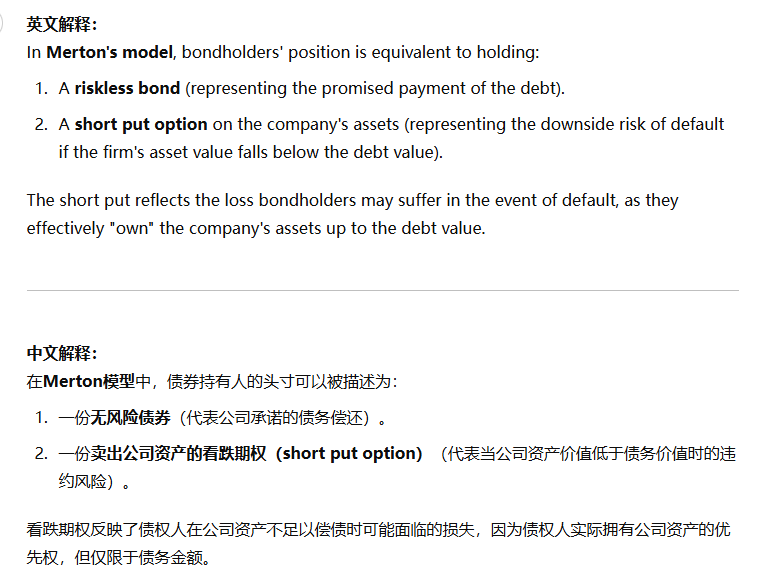 英文解释：
In Merton's model, bondholders' position is equivalent to holding:
1. A riskless bond (representing the promised payment of the debt).
2. A short put option on the company's assets (representing the downside risk of default
if the firm's asset value falls below the debt value).
The short put reflects the loss bondholders may suffer in the event of default, as they
effectively "own" the company's assets up to the debt value.
中文解释：
在Merton模型中，债券持有人的头寸可以被描述为：
1. 一份无风险债券（代表公司承诺的债务偿还）。
2. 一份卖出公司资产的看跌期权（short put option）（代表当公司资产价值低于债务价值时的违
约风险）。
看跌期权反映了债权人在公司资产不足以偿债时可能面临的损失，因为债权人实际拥有公司资产的优
先权，但仅限于债务金额。